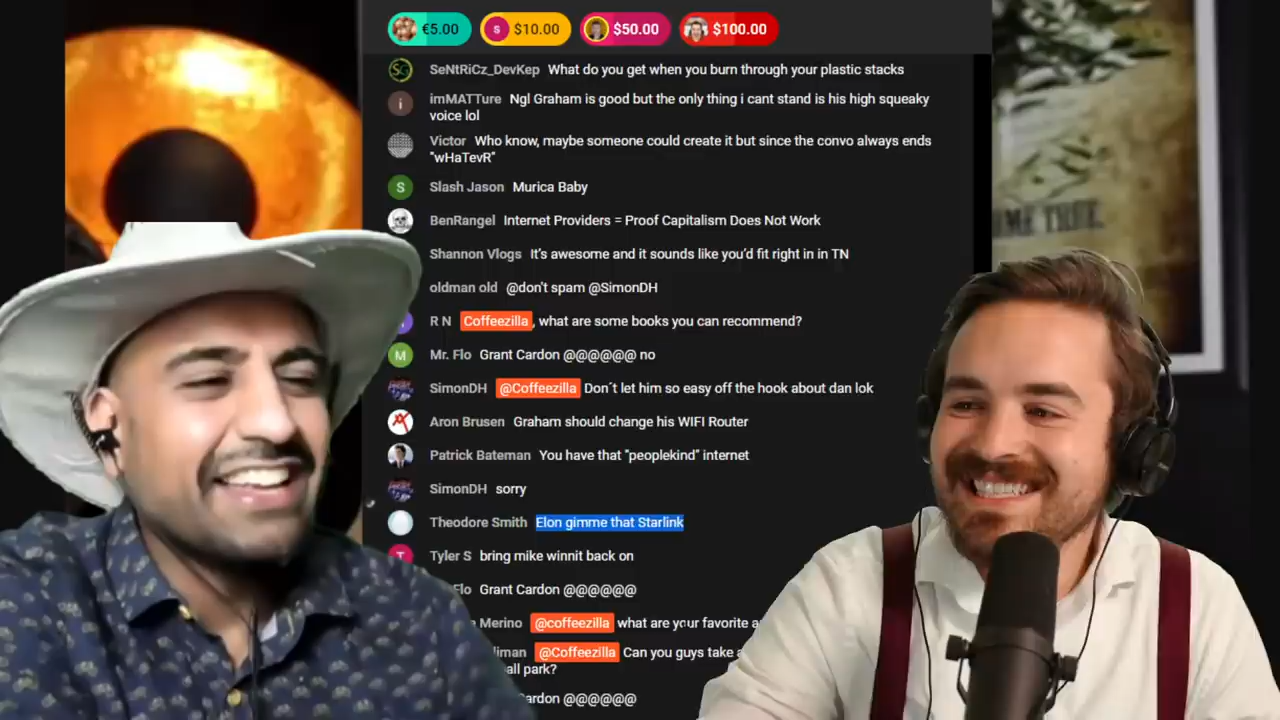 €5.00 S $10.00 $50.00 $100.00
SG SeNtRiCz_DevKep What do you get when you burn through your plastic stacks
i imMATTure Ngl Graham is good but the only thing i cant stand is his high squeaky
voice lol
Victor Who know, maybe someone could create it but since the convo always ends
"wHaTevR"
S Slash Jason Murica Baby
BenRangel Internet Providers = Proof Capitalism Does Not Work
Shannon Vlogs It's awesome and it sounds like you'd fit right in in TN
oldman old @don't spam @SimonDH
R N Coffeezilla, what are some books you can recommend?
M Mr. Flo Grant Cardon @@@@@@ no
SimonDH @Coffeezilla Don´t let him so easy off the hook about dan lok
Aron Brusen Graham should change his WIFI Router
Patrick Bateman You have that "peoplekind" internet
SimonDH sorry
Theodore Smith Elon gimme that Starlink
T Tyler S bring mike winnit back on
Flo Grant Cardon @@@@@@
Merino @coffeezilla what are your favorite
@Coffeezilla Can you guys take
all park?
ardon @@@@@@
OME TRUE.